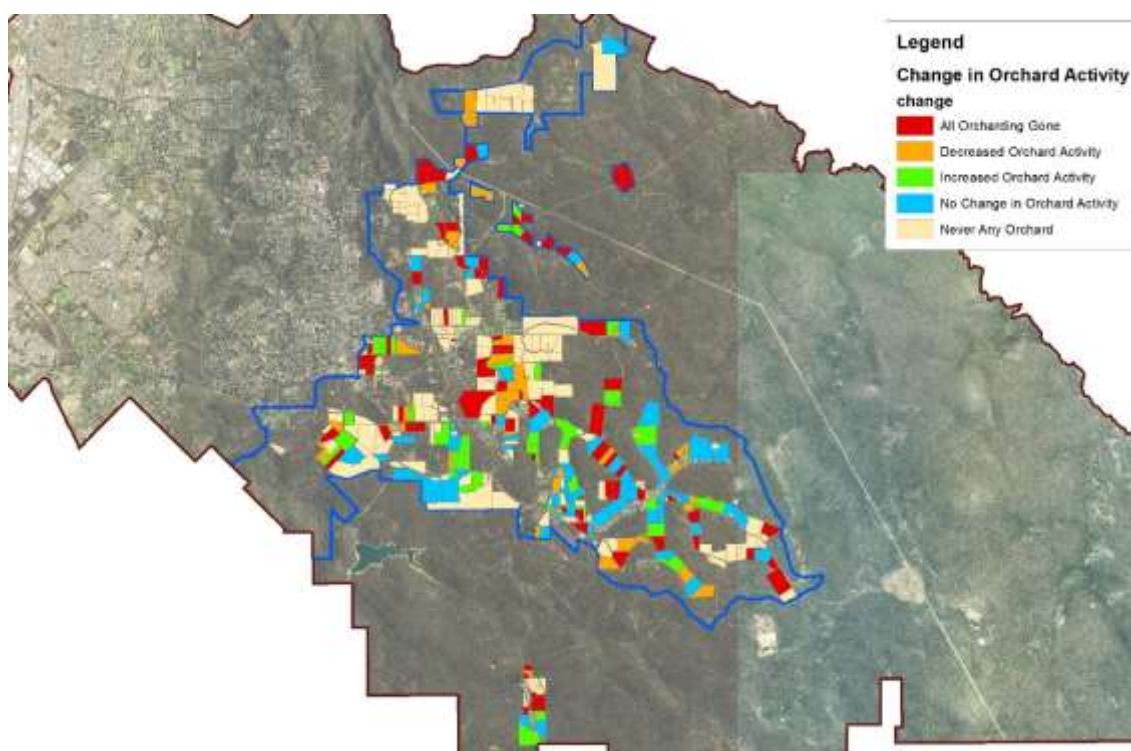 Legend
Change in Orchard Activity
change
All Orcharding Gone
Decreased Orchard Activity
Increased Orchard Activity
No Change in Orchard Activity
Never Any Orchard